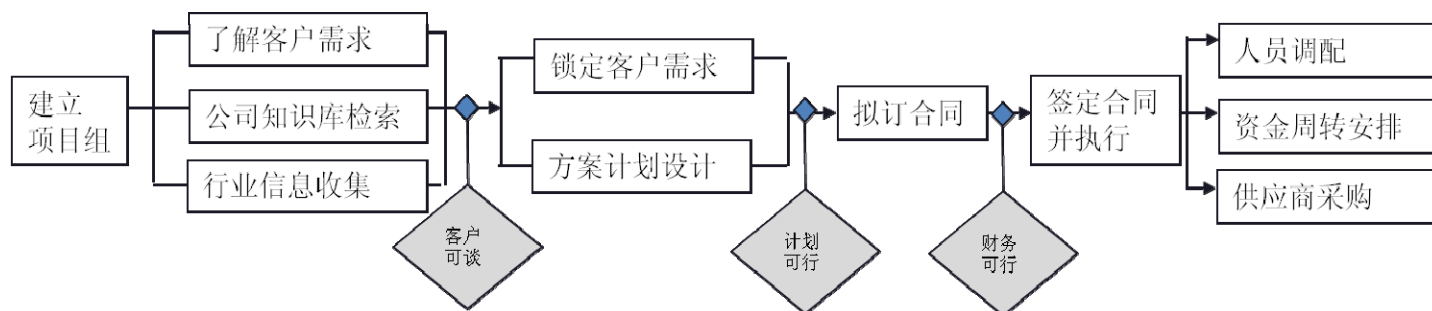 建立
项目组
了解客户需求
公司知识库检索
行业信息收集
客户
可谈
锁定客户需求
方案计划设计
计划
可行
拟订合同
财务
可行
签定合同
并执行
人员调配
资金周转安排
供应商采购